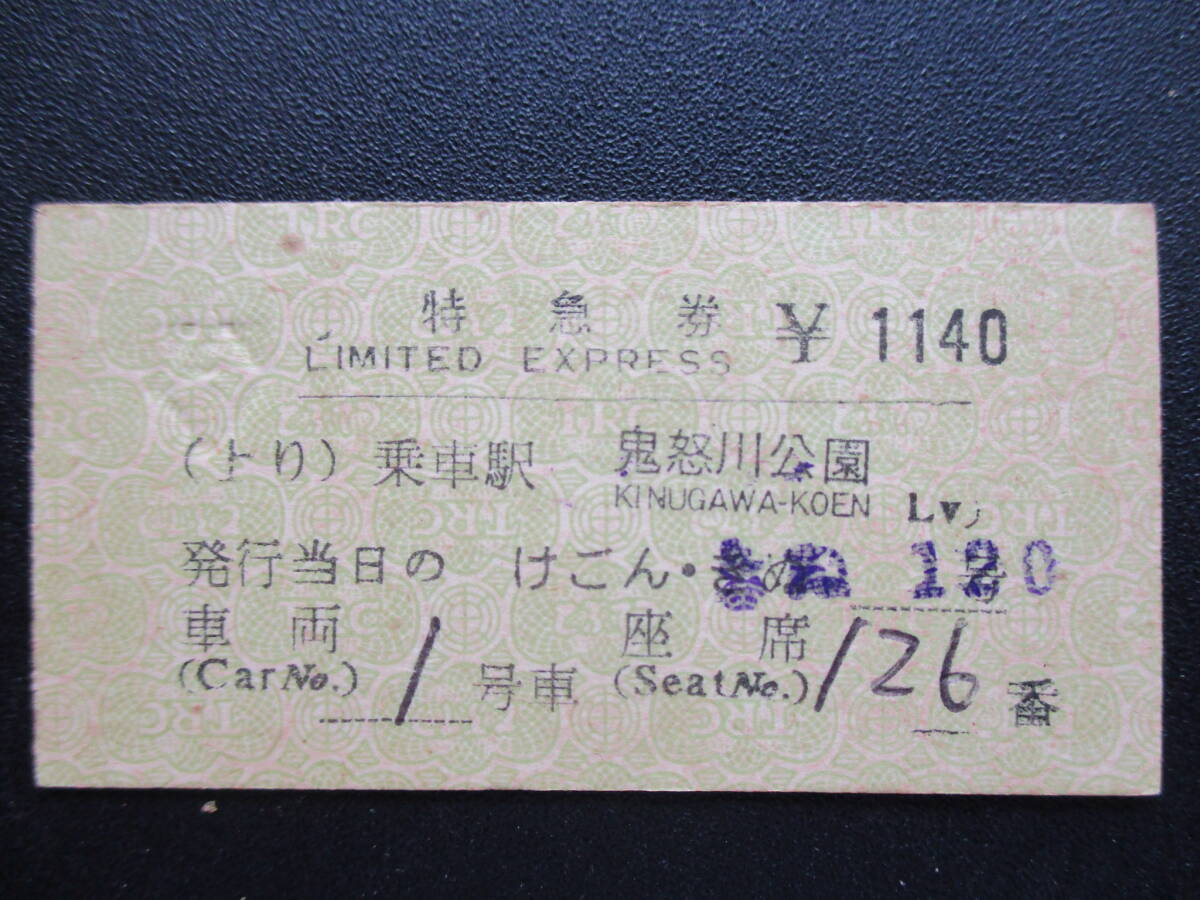 特急券 ¥1140
LIMITED EXPRESS
(上り) 乗車駅 鬼怒川公園
KINUGAWA-KOEN Lv)
発行当日の けごん・きぬ 120 号
車両 1 号車 座席 126 番
(Car No.) (Seat No.)